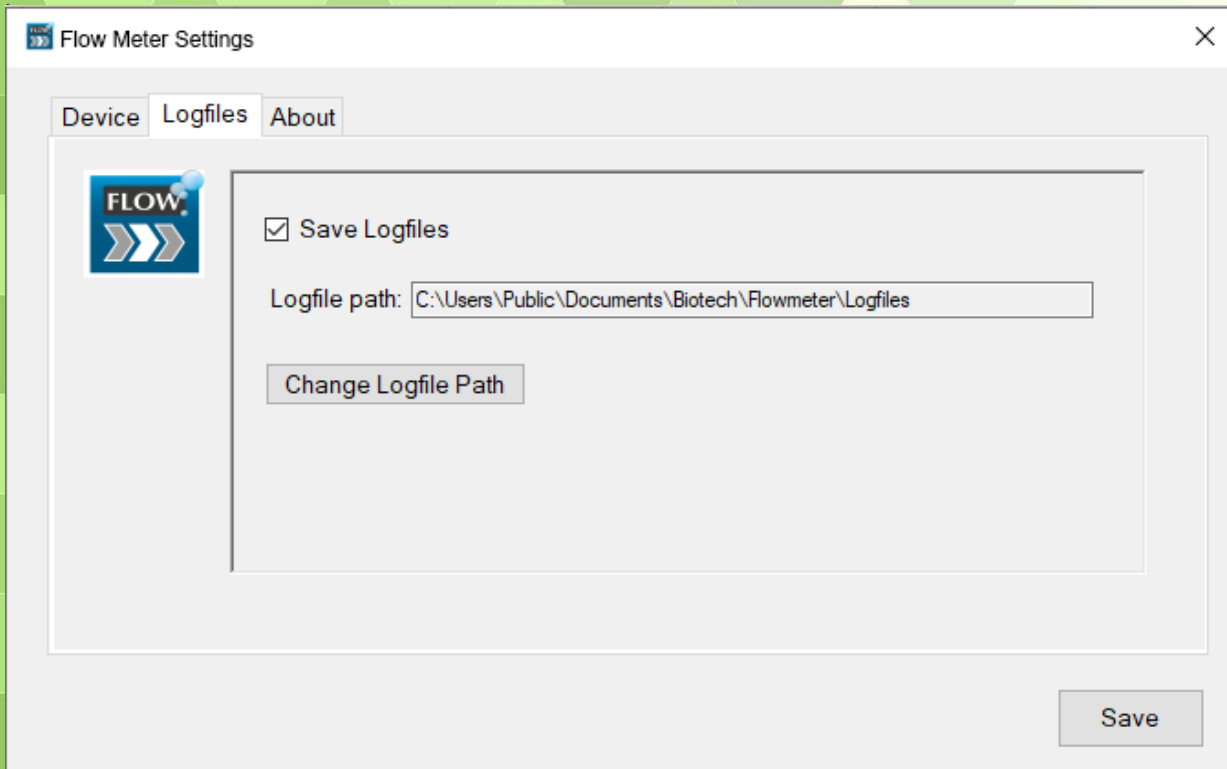 Flow Meter Settings
Device Logfiles About
FLOW
Save Logfiles
Logfile path: C:\Users\Public\Documents\Biotech\Flowmeter\Logfiles
Change Logfile Path
Save